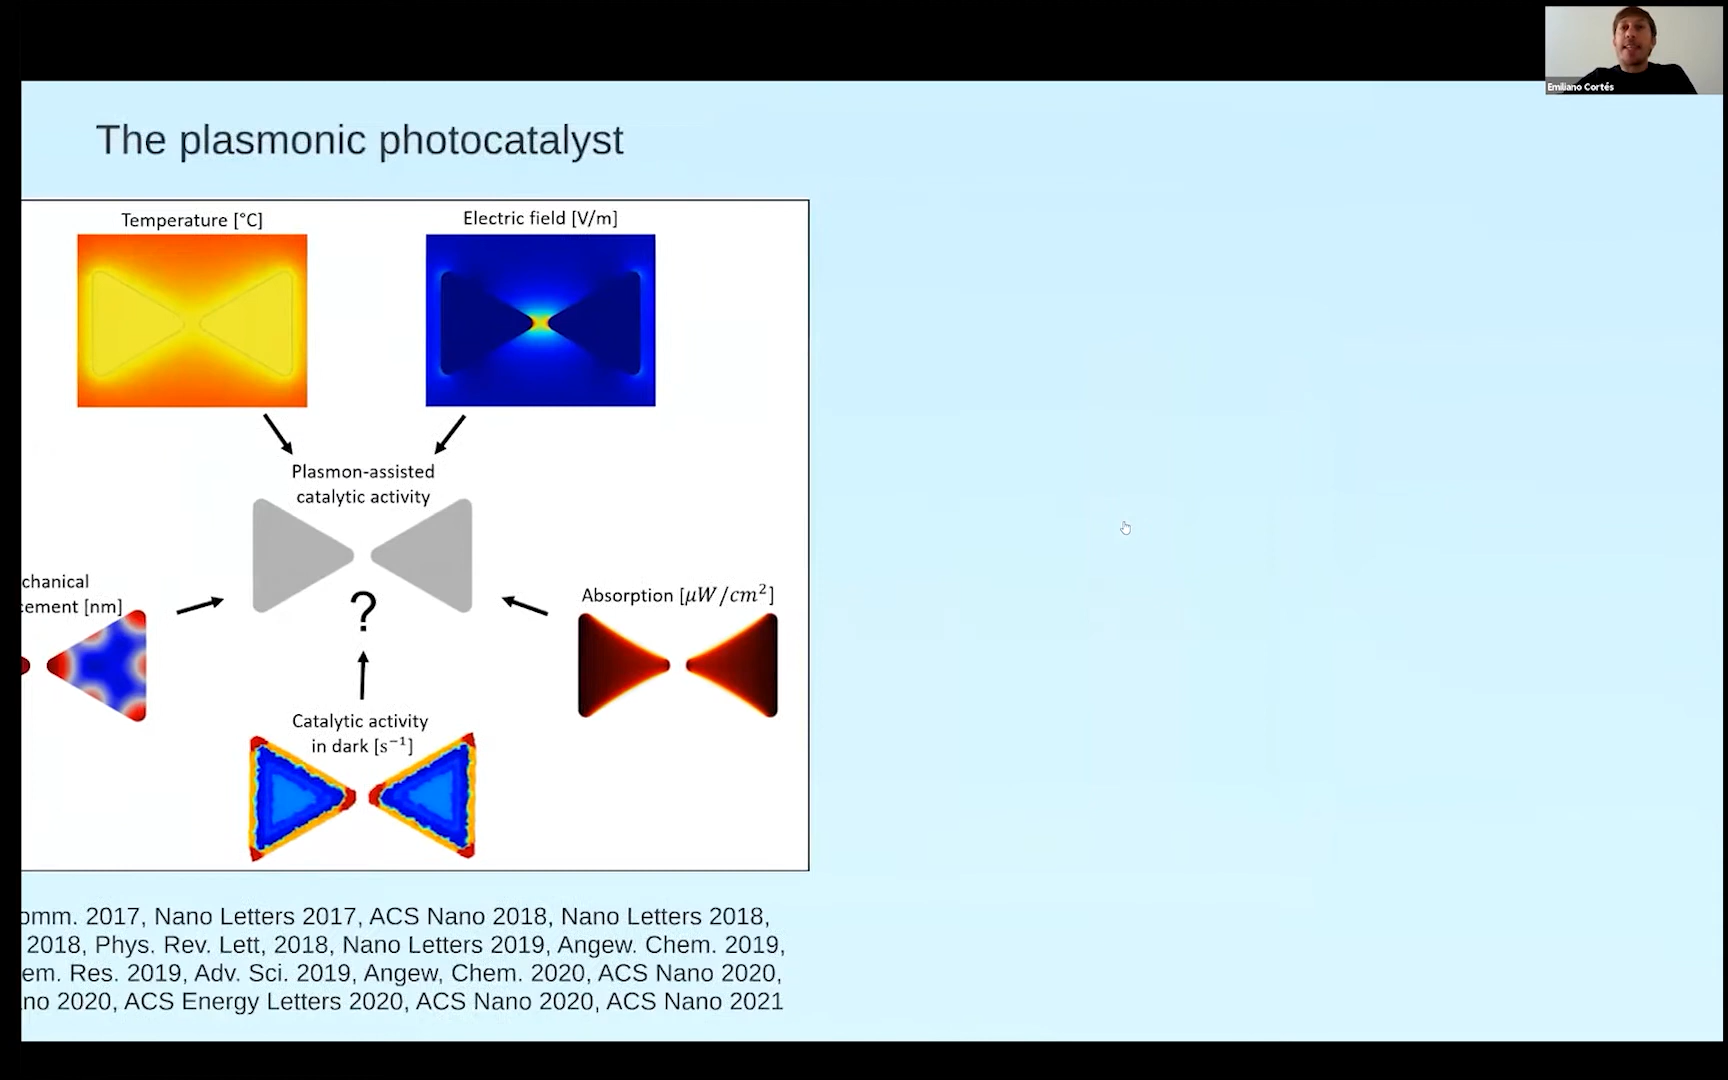 Emiliano Cortés
The plasmonic photocatalyst
Temperature [°C]
Electric field [V/m]
Plasmon-assisted
catalytic activity
chanical
cement [nm]
?
Absorption [μW/cm²]
Catalytic activity
in dark [s⁻¹]
omm. 2017, Nano Letters 2017, ACS Nano 2018, Nano Letters 2018,
2018, Phys. Rev. Lett, 2018, Nano Letters 2019, Angew. Chem. 2019,
em. Res. 2019, Adv. Sci. 2019, Angew, Chem. 2020, ACS Nano 2020,
no 2020, ACS Energy Letters 2020, ACS Nano 2020, ACS Nano 2021